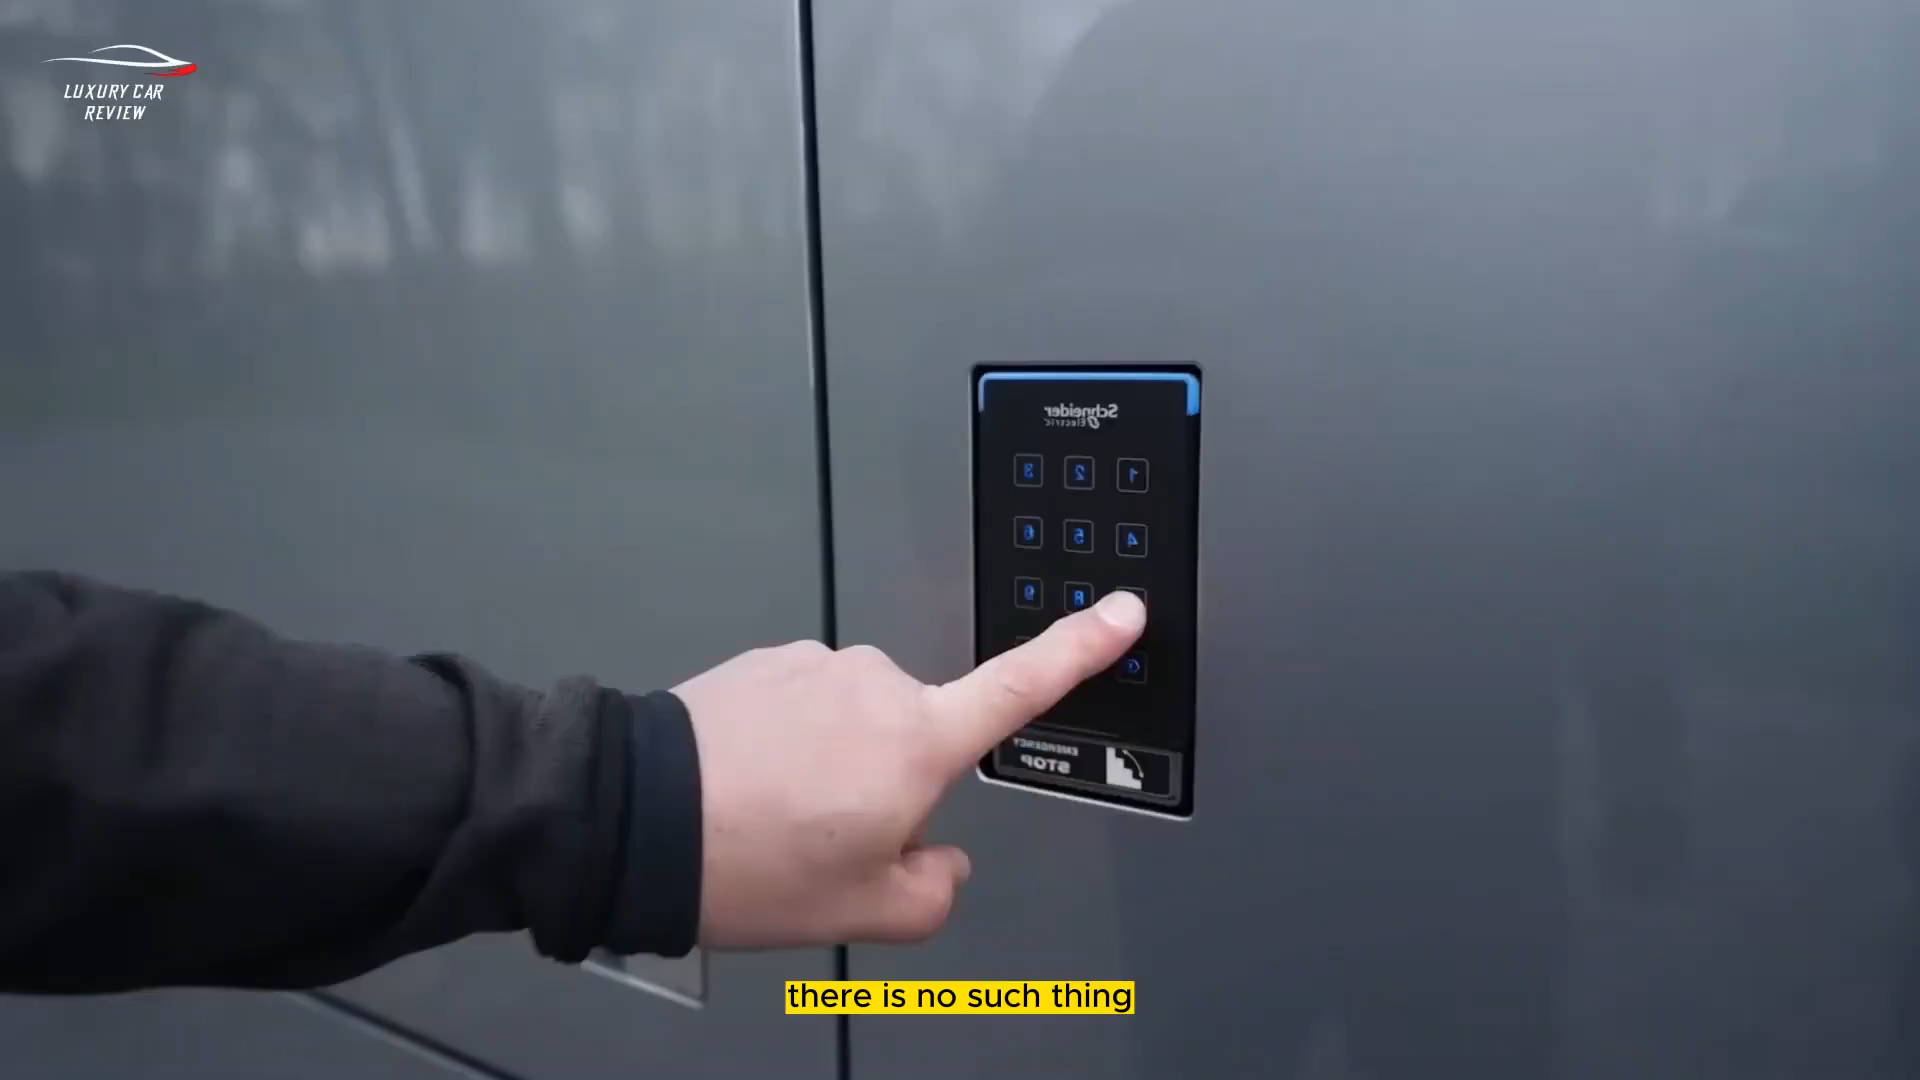 LUXURY CAR
REVIEW
Schneider
Electric
3 2 1
6 5 4
9 8
EMERGENCY
STOP
there is no such thing